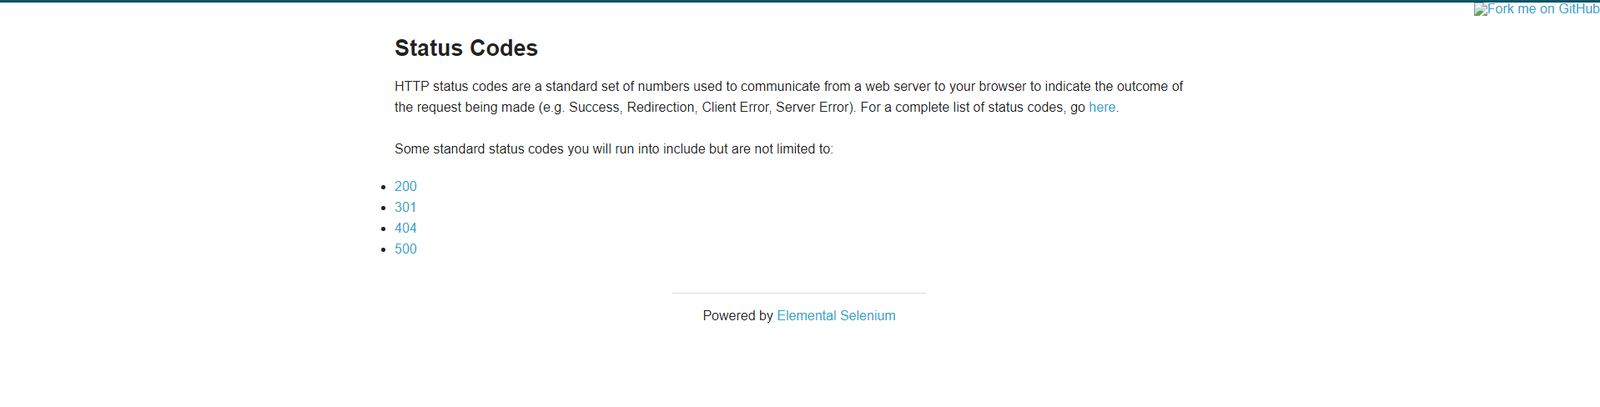 Fork me on GitHub
Status Codes
HTTP status codes are a standard set of numbers used to communicate from a web server to your browser to indicate the outcome of
the request being made (e.g. Success, Redirection, Client Error, Server Error). For a complete list of status codes, go here.
Some standard status codes you will run into include but are not limited to:
200
301
404
500
Powered by Elemental Selenium